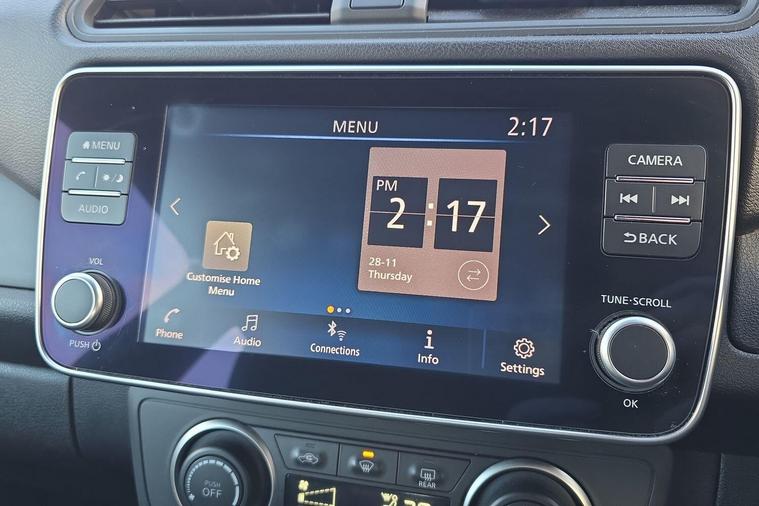 MENU
2:17
MENU
AUDIO
VOL
PUSH
PM
2:17
28-11
Thursday
Customise Home
Menu
Phone
Audio
Connections
Info
Settings
CAMERA
BACK
TUNE·SCROLL
OK
PUSH
OFF
REAR